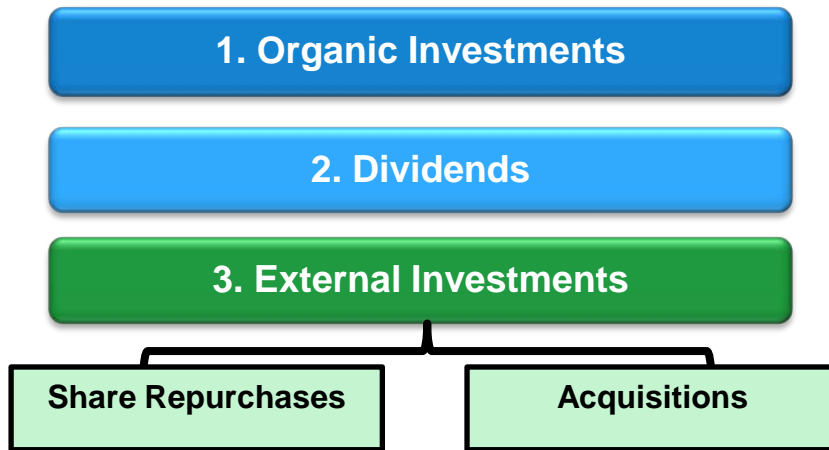 1. Organic Investments
2. Dividends
3. External Investments
Share Repurchases
Acquisitions